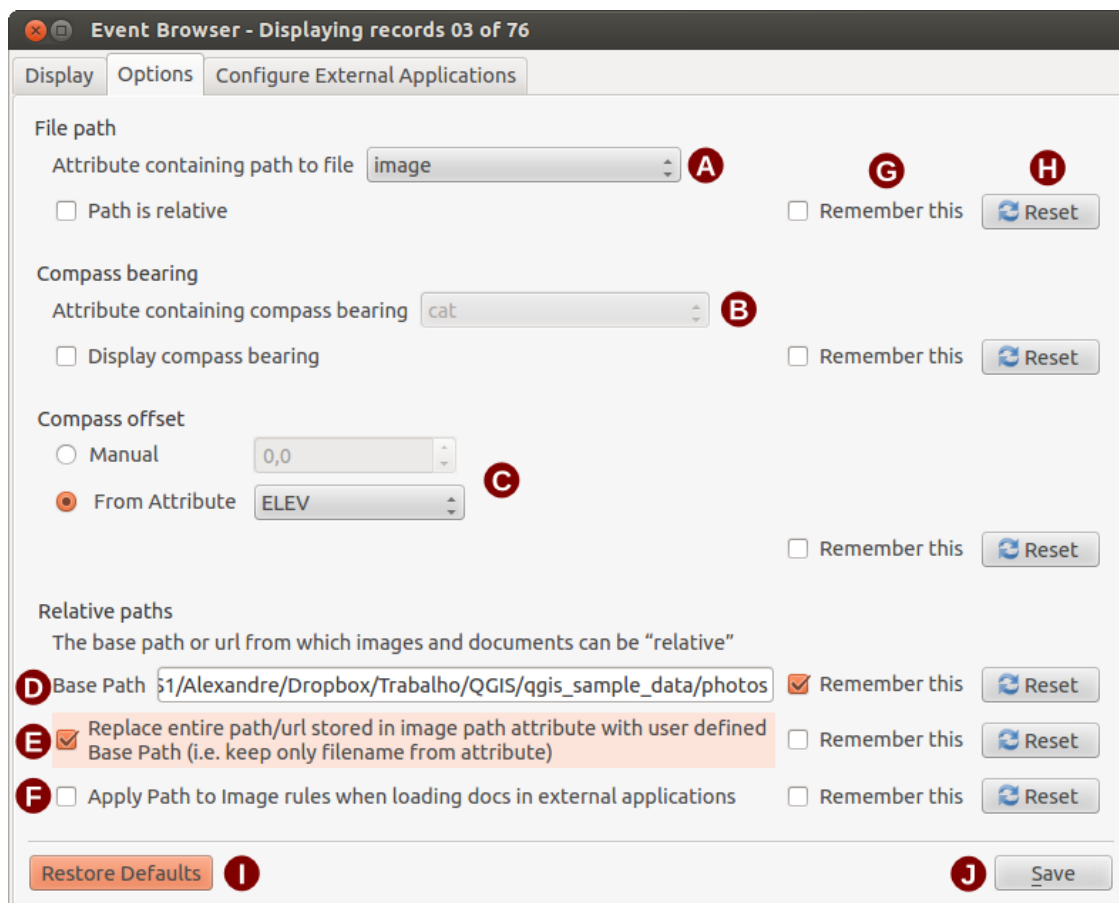 Event Browser - Displaying records 03 of 76
Display Options Configure External Applications
File path
Attribute containing path to file image A G H
Path is relative Remember this Reset
Compass bearing
Attribute containing compass bearing cat B
Display compass bearing Remember this Reset
Compass offset
Manual 0,0
C
From Attribute ELEV
Remember this Reset
Relative paths
The base path or url from which images and documents can be “relative”
D Base Path S1/Alexandre/Dropbox/Trabalho/QGIS/qgis_sample_data/photos Remember this Reset
E Replace entire path/url stored in image path attribute with user defined
Base Path (i.e. keep only filename from attribute) Remember this Reset
F Apply Path to Image rules when loading docs in external applications Remember this Reset
Restore Defaults I J Save